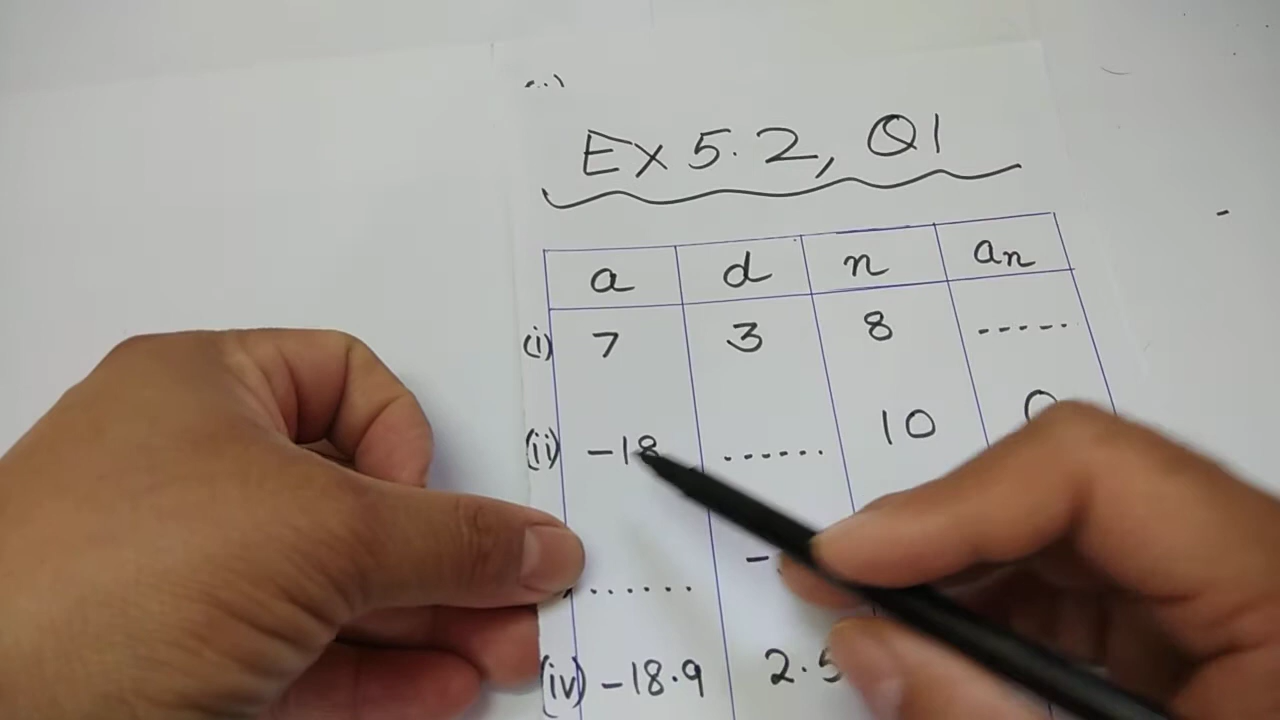 Ex 5.2, Q1
a d n an
(i) 7 3 8 ......
(ii) -18 ...... 10
......
(iv) -18.9 2.5